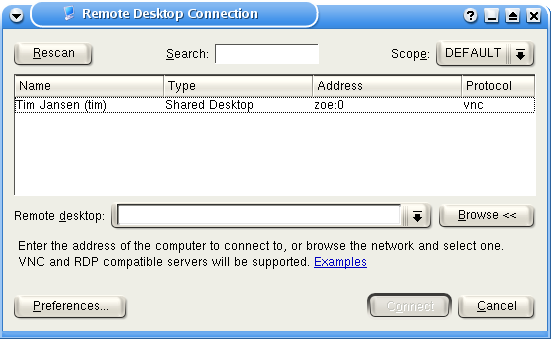 Remote Desktop Connection
Rescan Search: Scope: DEFAULT
Name Type Address Protocol
Tim Jansen (tim) Shared Desktop zoe:0 vnc
Remote desktop: Browse <<
Enter the address of the computer to connect to, or browse the network and select one.
VNC and RDP compatible servers will be supported. Examples
Preferences... Connect Cancel